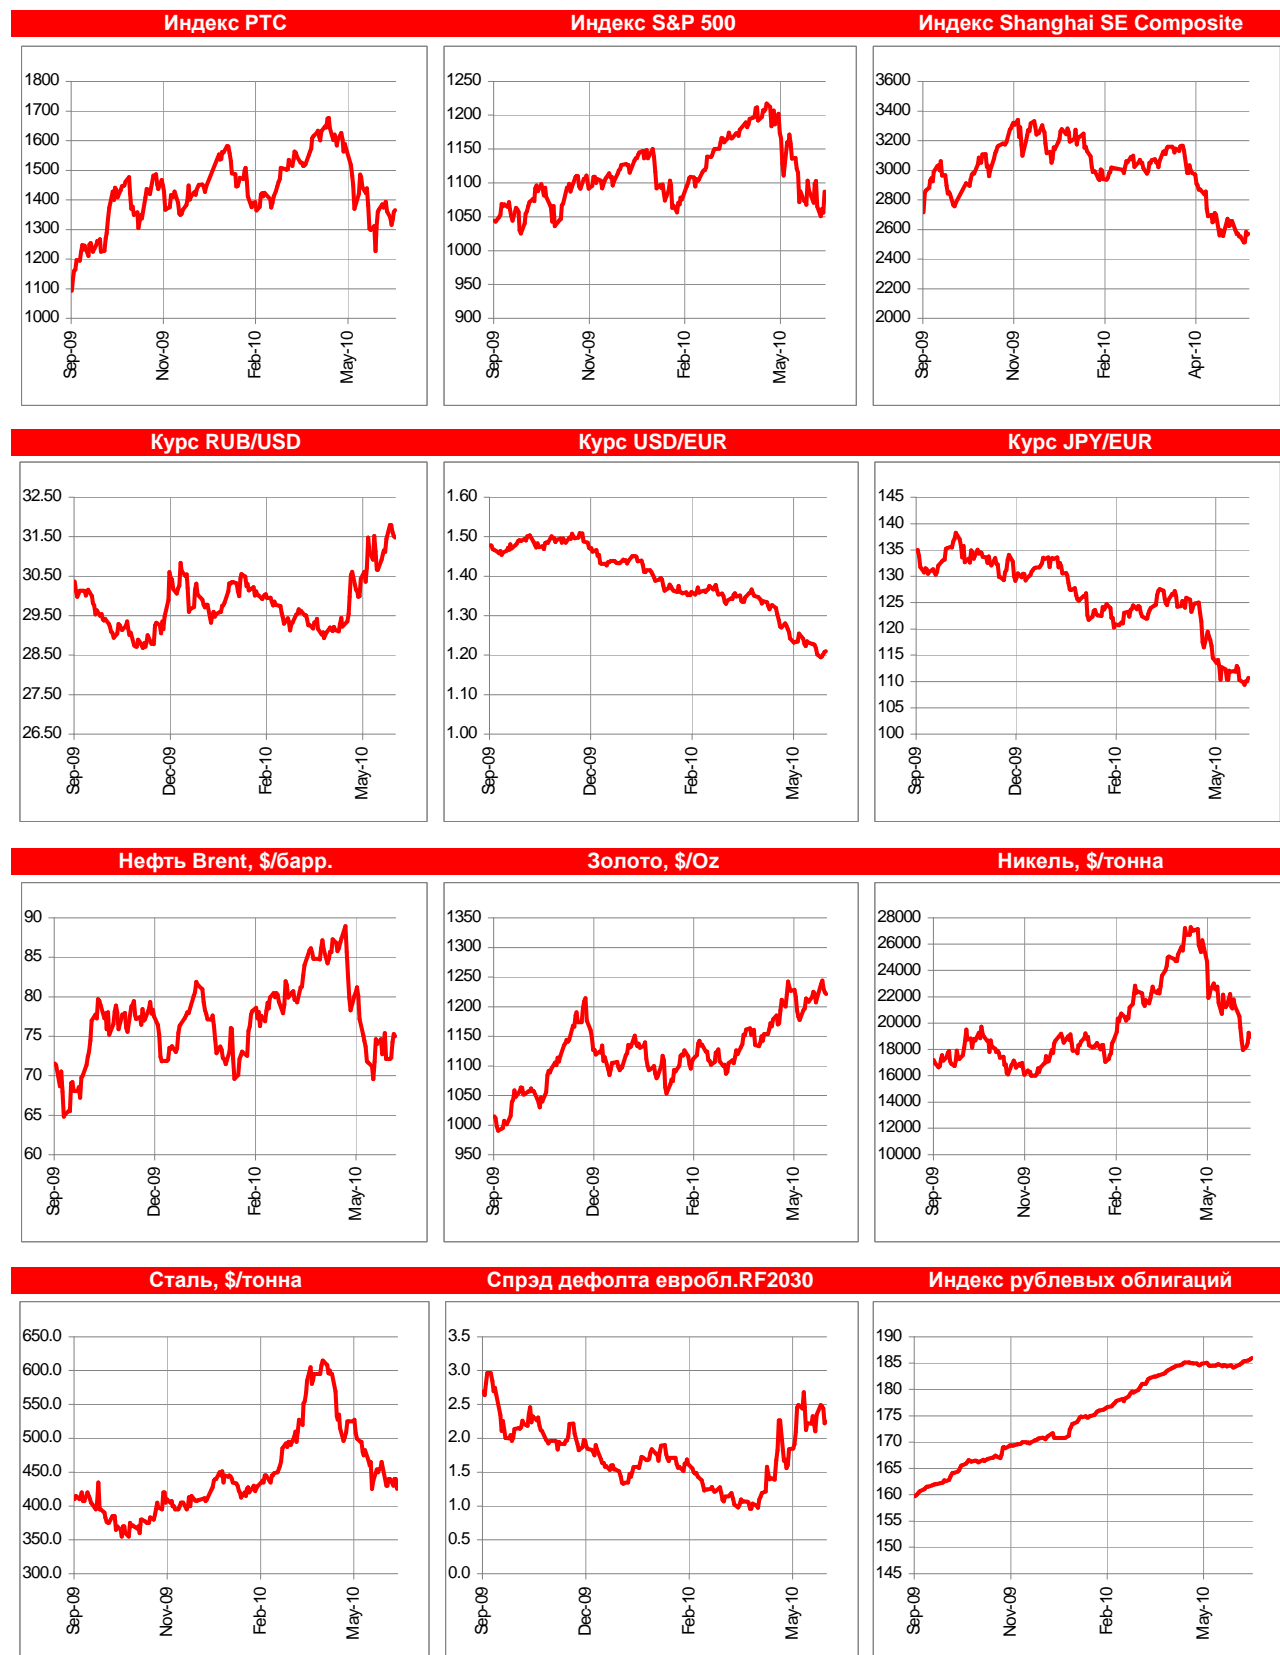 Индекс РТС
1800
1700
1600
1500
1400
1300
1200
1100
1000
Sep-09
Nov-09
Feb-10
May-10
Индекс S&P 500
1250
1200
1150
1100
1050
1000
950
900
Sep-09
Nov-09
Feb-10
May-10
Индекс Shanghai SE Composite
3600
3400
3200
3000
2800
2600
2400
2200
2000
Sep-09
Nov-09
Feb-10
Apr-10
Курс RUB/USD
32.50
31.50
30.50
29.50
28.50
27.50
26.50
Sep-09
Dec-09
Feb-10
May-10
Курс USD/EUR
1.60
1.50
1.40
1.30
1.20
1.10
1.00
Sep-09
Dec-09
Feb-10
May-10
Курс JPY/EUR
145
140
135
130
125
120
115
110
105
100
Sep-09
Dec-09
Feb-10
May-10
Нефть Brent, $/барр.
90
85
80
75
70
65
60
Sep-09
Dec-09
Feb-10
May-10
Золото, $/Oz
1350
1300
1250
1200
1150
1100
1050
1000
950
Sep-09
Dec-09
Feb-10
May-10
Никель, $/тонна
28000
26000
24000
22000
20000
18000
16000
14000
12000
10000
Sep-09
Nov-09
Feb-10
May-10
Сталь, $/тонна
650.0
600.0
550.0
500.0
450.0
400.0
350.0
300.0
Sep-09
Nov-09
Feb-10
May-10
Спрэд дефолта евробл.RF2030
3.5
3.0
2.5
2.0
1.5
1.0
0.5
0.0
Sep-09
Dec-09
Feb-10
May-10
Индекс рублевых облигаций
190
185
180
175
170
165
160
155
150
145
Sep-09
Nov-09
Feb-10
May-10